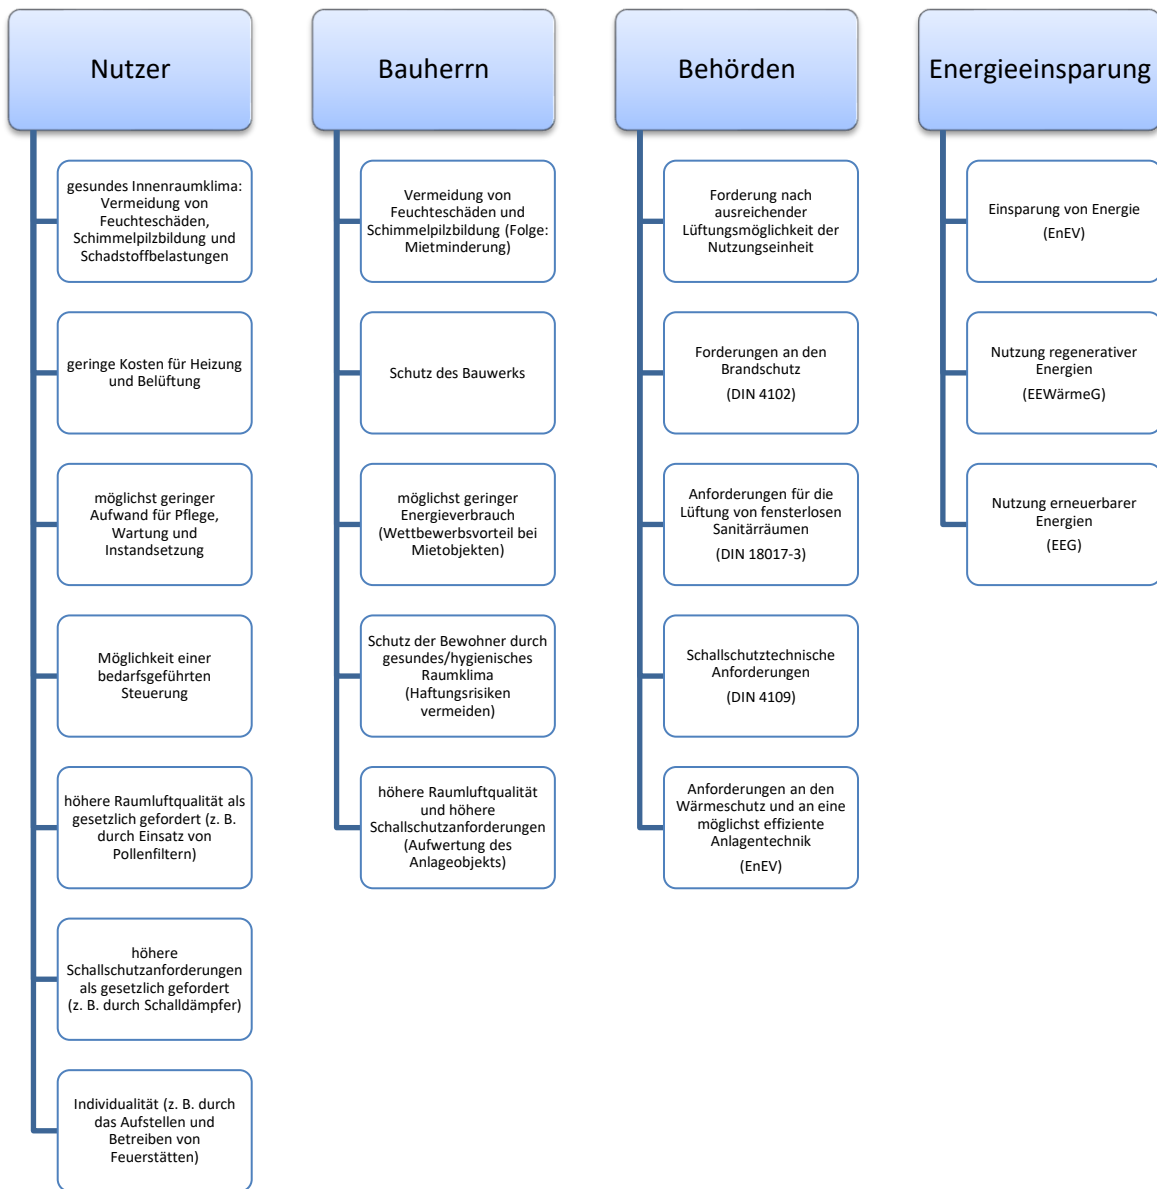 Nutzer
gesundes Innenraumklima:
Vermeidung von
Feuchteschäden,
Schimmelpilzbildung und
Schadstoffbelastungen
geringe Kosten für Heizung
und Belüftung
möglichst geringer
Aufwand für Pflege,
Wartung und
Instandsetzung
Möglichkeit einer
bedarfsgeführten
Steuerung
höhere Raumluftqualität als
gesetzlich gefordert (z. B.
durch Einsatz von
Pollenfiltern)
höhere
Schallschutzanforderungen
als gesetzlich gefordert
(z. B. durch Schalldämpfer)
Individualität (z. B. durch
das Aufstellen und
Betreiben von
Feuerstätten)
Bauherrn
Vermeidung von
Feuchteschäden und
Schimmelpilzbildung (Folge:
Mietminderung)
Schutz des Bauwerks
möglichst geringer
Energieverbrauch
(Wettbewerbsvorteil bei
Mietobjekten)
Schutz der Bewohner durch
gesundes/hygienisches
Raumklima
(Haftungsrisiken
vermeiden)
höhere Raumluftqualität
und höhere
Schallschutzanforderungen
(Aufwertung des
Anlageobjekts)
Behörden
Forderung nach
ausreichender
Lüftungsmöglichkeit der
Nutzungseinheit
Forderungen an den
Brandschutz
(DIN 4102)
Anforderungen für die
Lüftung von fensterlosen
Sanitärräumen
(DIN 18017-3)
Schallschutztechnische
Anforderungen
(DIN 4109)
Anforderungen an den
Wärmeschutz und an eine
möglichst effiziente
Anlagentechnik
(EnEV)
Energieeinsparung
Einsparung von Energie
(EnEV)
Nutzung regenerativer
Energien
(EEWärmeG)
Nutzung erneuerbarer
Energien
(EEG)